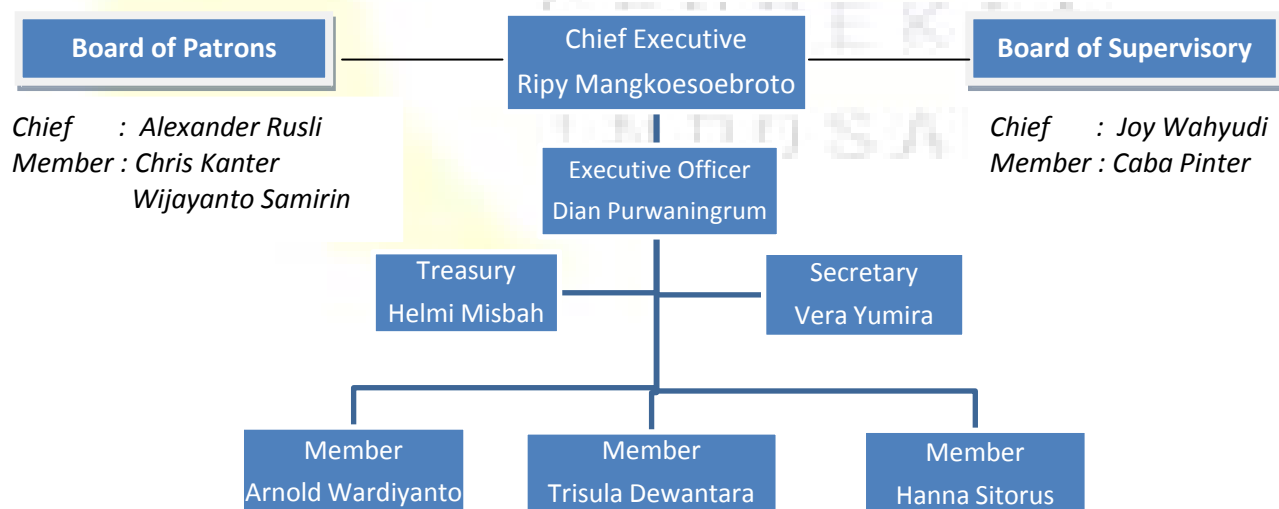 Board of Patrons
Chief : Alexander Rusli
Member : Chris Kanter
Wijayanto Samirin
Chief Executive
Ripy Mangkoesoebroto
Board of Supervisory
Chief : Joy Wahyudi
Member : Caba Pinter
Executive Officer
Dian Purwaningrum
Treasury
Helmi Misbah
Secretary
Vera Yumira
Member
Arnold Wardiyanto
Member
Trisula Dewantara
Member
Hanna Sitorus